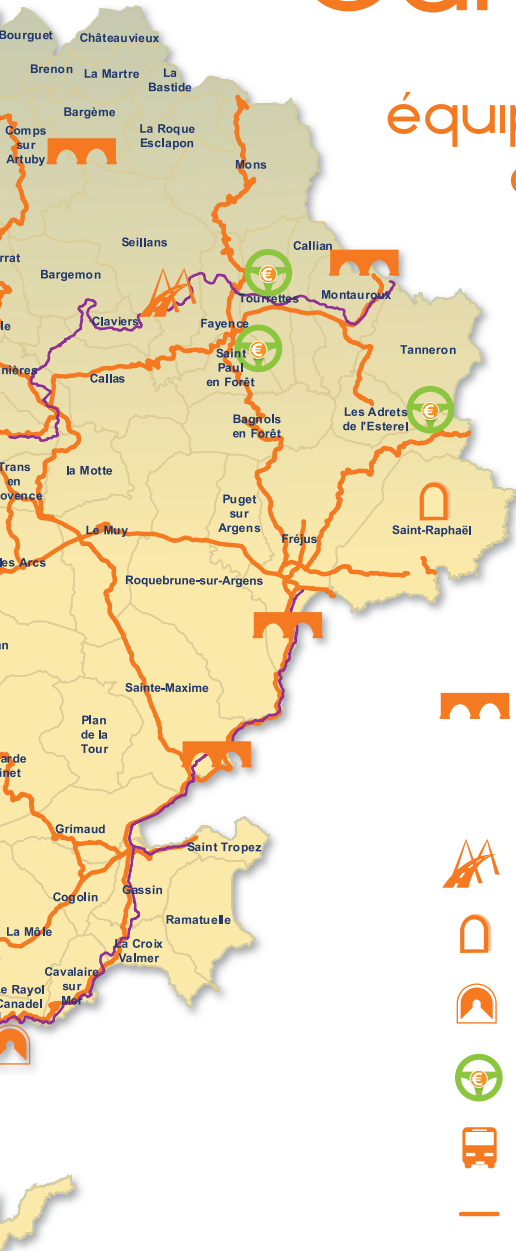 Bourguet
Châteauvieux
Brenon
La Martre
La
Bastide
équip
Bargème
Comps
sur
Artuby
La Roque
Esclapon
Mons
Seillans
Callian
rrat
Bargemon
Tourrettes
Montauroux
Claviers
Fayence
le
Saint
Paul
en Forêt
€
€
Tanneron
nières
Callas
Bagnols
en Forêt
Les Adrets
de l'Esterel
€
Trans
en
ovence
la Motte
Puget
sur
Argens
Le Muy
Fréjus
Saint-Raphaël
es Arcs
Roquebrune-sur-Argens
n
Sainte-Maxime
Plan
de la
Tour
arde
inet
Grimaud
Saint Tropez
Cogolin
Gassin
Ramatuelle
La Môle
La Croix
Valmer
Cavalaire
sur
Mer
e Rayol
Canadel
€